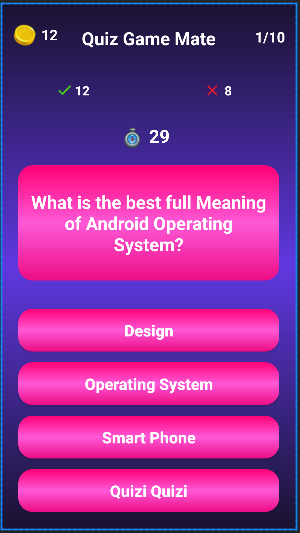 12 Quiz Game Mate 1/10
12 8
29
What is the best full Meaning
of Android Operating
System?
Design
Operating System
Smart Phone
Quizi Quizi